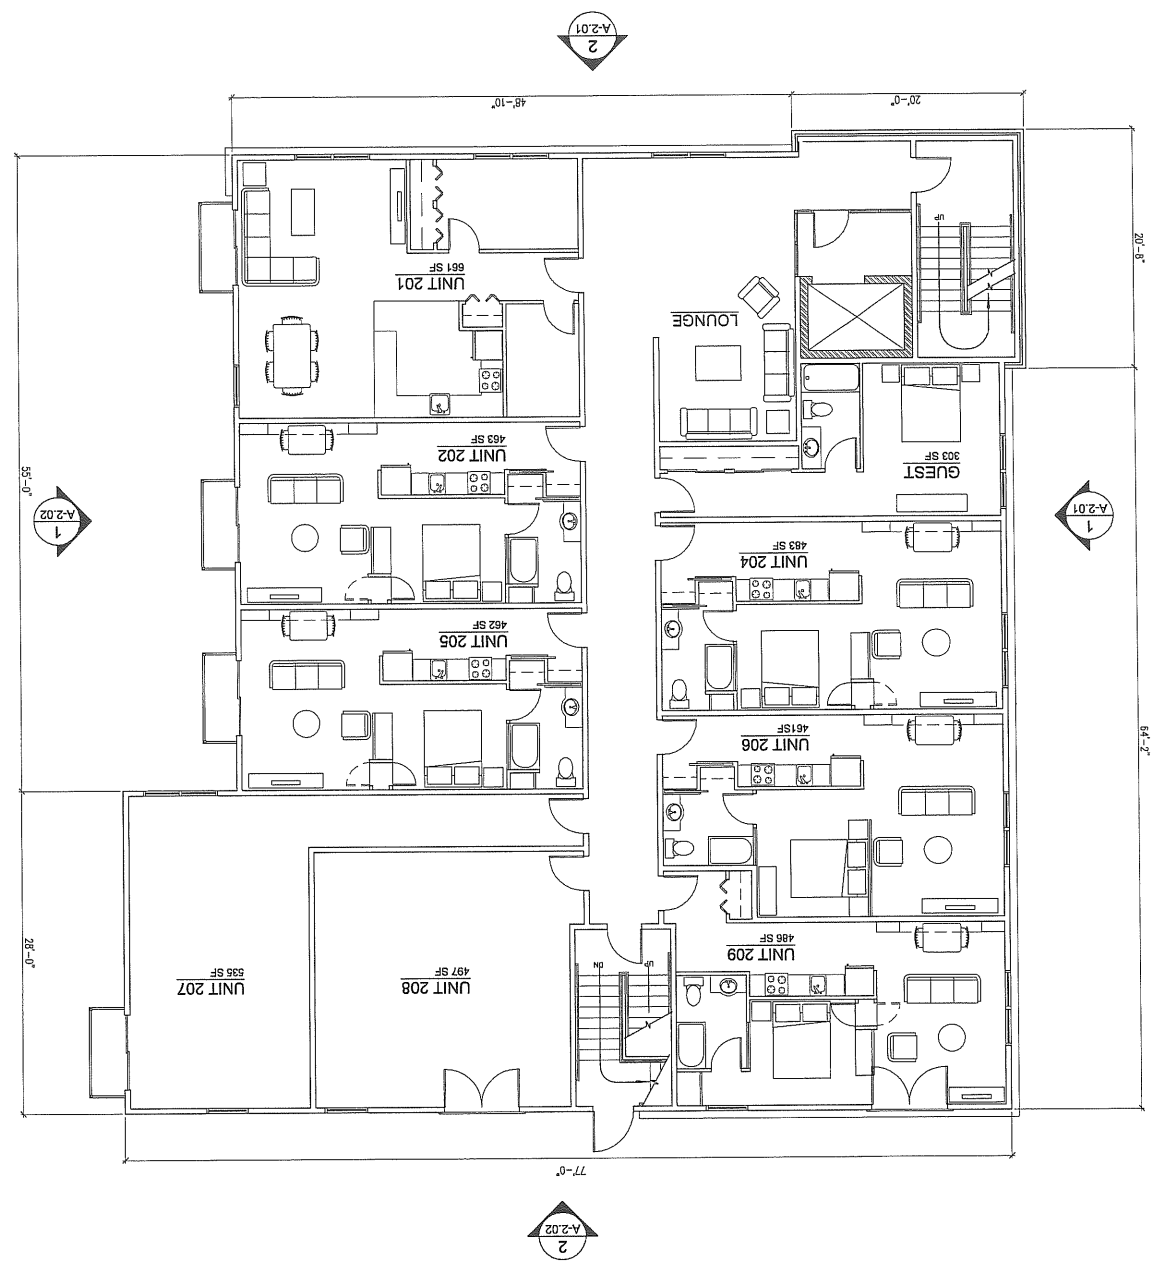 2
A-2.02
77'-0"
UP
DN
UNIT 208
497 SF
UNIT 207
535 SF
28'-0"
UNIT 209
486 SF
64'-2"
UNIT 206
461SF
UNIT 205
462 SF
UNIT 204
483 SF
1
A-2.01
1
A-2.02
GUEST
303 SF
UNIT 202
463 SF
55'-0"
LOUNGE
UNIT 201
661 SF
20'-8"
UP
20'-0"
48'-10"
2
A-2.01